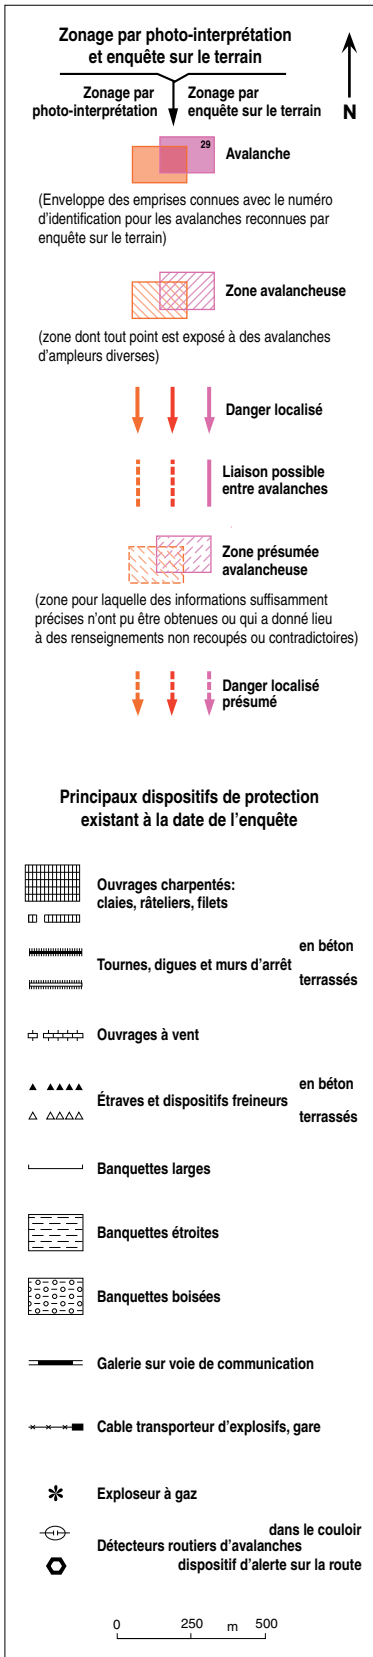 Zonage par photo-interprétation
et enquête sur le terrain
Zonage par
photo-interprétation
Zonage par
enquête sur le terrain
N
29
Avalanche
(Enveloppe des emprises connues avec le numéro
d'identification pour les avalanches reconnues par
enquête sur le terrain)
Zone avalancheuse
(zone dont tout point est exposé à des avalanches
d'ampleurs diverses)
Danger localisé
Liaison possible
entre avalanches
Zone présumée
avalancheuse
(zone pour laquelle des informations suffisamment
précises n'ont pu être obtenues ou qui a donné lieu
à des renseignements non recoupés ou contradictoires)
Danger localisé
présumé
Principaux dispositifs de protection
existant à la date de l'enquête
Ouvrages charpentés:
claies, râteliers, filets
en béton
Tournes, digues et murs d'arrêt
terrassés
Ouvrages à vent
en béton
Étraves et dispositifs freineurs
terrassés
Banquettes larges
Banquettes étroites
Banquettes boisées
Galerie sur voie de communication
Cable transporteur d'explosifs, gare
Exploseur à gaz
dans le couloir
Détecteurs routiers d'avalanches
dispositif d'alerte sur la route
0 250 m 500